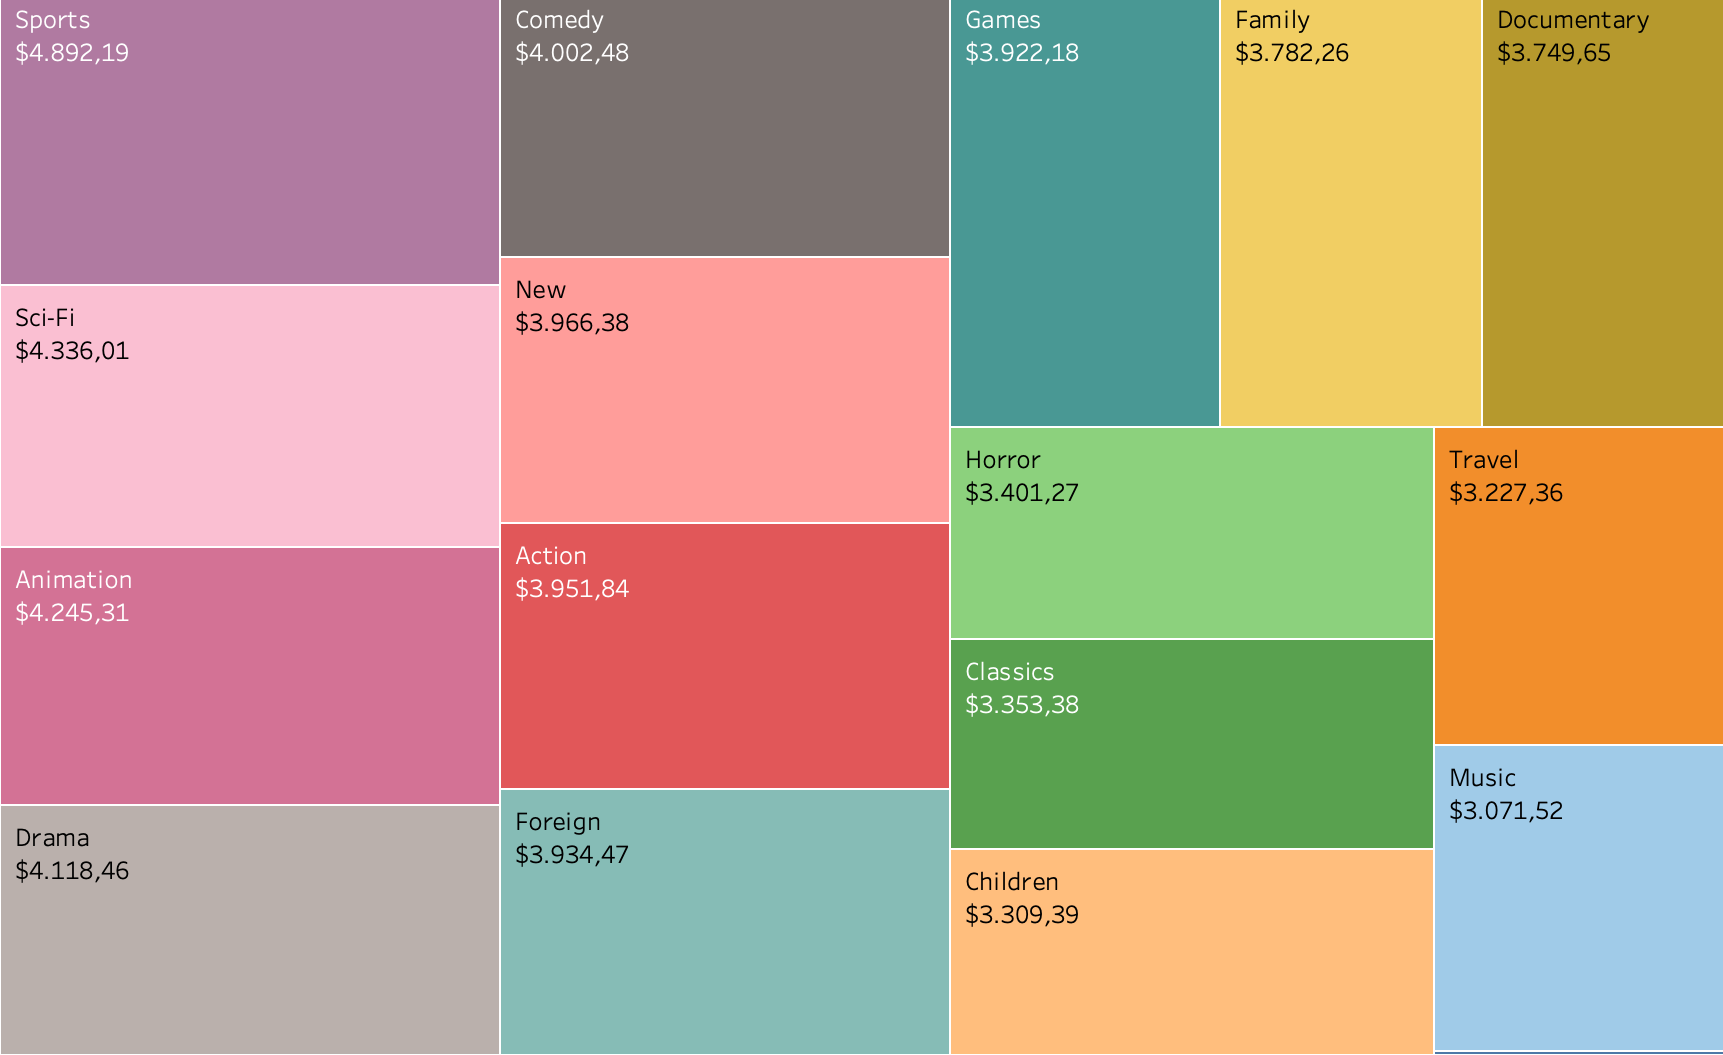 Sports
$4.892,19
Sci-Fi
$4.336,01
Animation
$4.245,31
Drama
$4.118,46
Comedy
$4.002,48
New
$3.966,38
Action
$3.951,84
Foreign
$3.934,47
Games
$3.922,18
Family
$3.782,26
Documentary
$3.749,65
Horror
$3.401,27
Classics
$3.353,38
Children
$3.309,39
Travel
$3.227,36
Music
$3.071,52